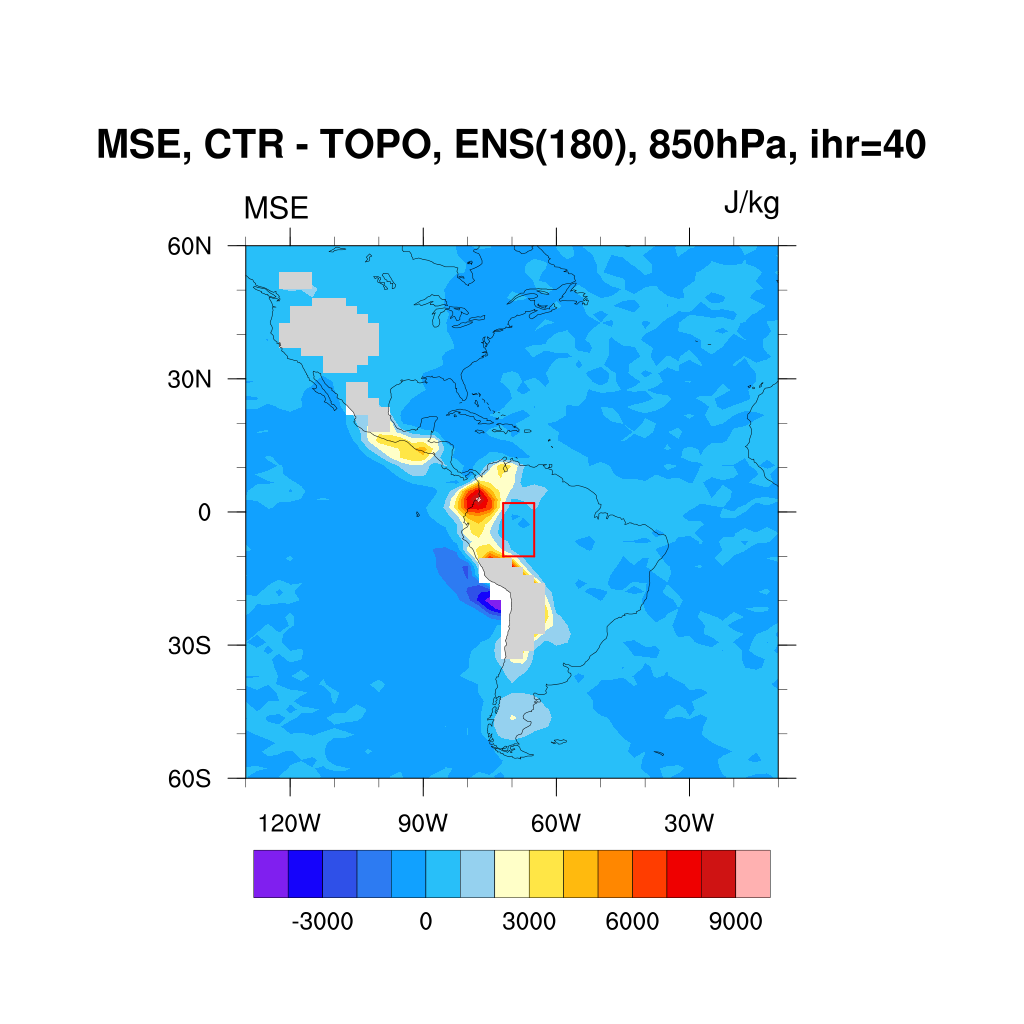 MSE, CTR - TOPO, ENS(180), 850hPa, ihr=40
MSE J/kg
60N
30N
0
30S
60S
120W 90W 60W 30W
-3000 0 3000 6000 9000